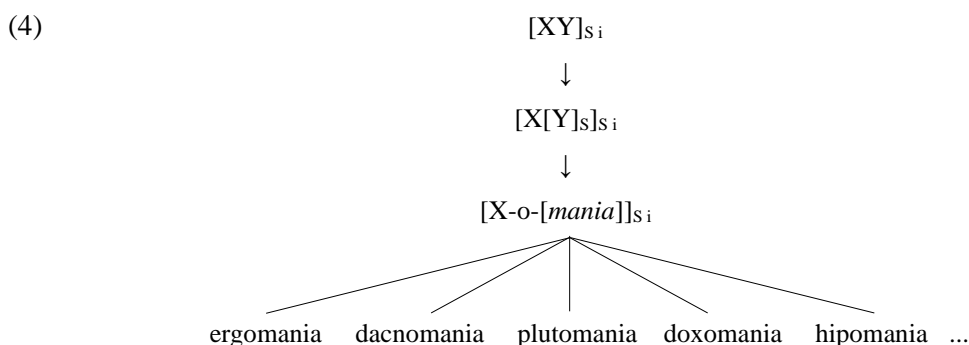 (4) [XY]S i
↓
[X[Y]S]S i
↓
[X-o-[mania]]S i
ergomania dacnomania plutomania doxomania hipomania ...